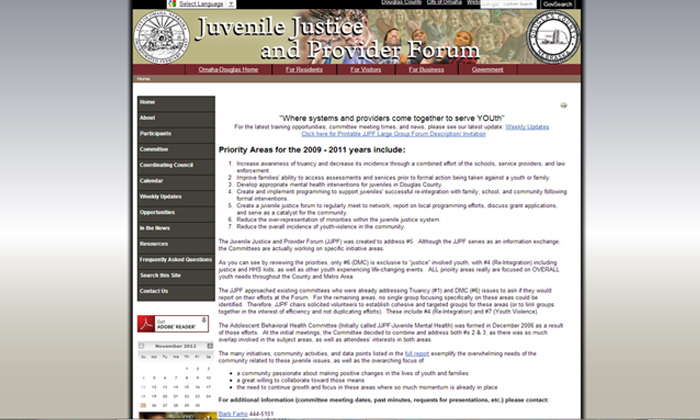 Select Language
Douglas County City of Omaha
Custom Search
GovSearch
Juvenile Justice
and Provider Forum
Omaha-Douglas Home For Residents For Visitors For Business Government
Home
Home
About
Participants
Committee
Coordinating Council
Calendar
Weekly Updates
Opportunities
In the News
Resources
Frequently Asked Questions
Search this Site
Contact Us
Get
ADOBE® READER®
November 2013
"Where systems and providers come together to serve YOUth"
For the latest training opportunities, committee meeting times, and news, please see our latest update: Weekly Updates
Click here for Printable JJPF Large Group Forum Description/ Invitation
Priority Areas for the 2009 - 2011 years include:
1. Increase awareness of truancy and decrease its incidence through a combined effort of the schools, service providers, and law
enforcement.
2. Improve families' ability to access assessments and services prior to formal action being taken against a youth or family.
3. Develop appropriate mental health interventions for juveniles in Douglas County.
4. Create and implement programming to support juveniles' successful re-integration with family, school, and community following
formal interventions.
5. Create a juvenile justice forum to regularly meet to network, report on local programming efforts, discuss grant applications,
and serve as a catalyst for the community.
6. Reduce the over-representation of minorities within the juvenile justice system.
7. Reduce the overall incidence of youth-violence in the community.
The Juvenile Justice and Provider Forum (JJPF) was created to address #5. Although the JJPF serves as an information exchange,
the Committees are actually working on specific initiative areas.
As you can see by reviewing the priorities, only #6 (DMC) is exclusive to "justice" involved youth, with #4 (Re-Integration) including
justice and HHS kids, as well as other youth experiencing life-changing events. ALL priority areas really are focused on OVERALL
youth needs throughout the County and Metro Area.
The JJPF approached existing committees who were already addressing Truancy (#1) and DMC (#6) issues to ask if they would
report on their efforts at the Forum. For the remaining areas, no single group focusing specifically on these areas could be
identified. Therefore, JJPF chairs solicited volunteers to establish cohesive and targeted groups for these areas (or to link groups
together in the interest of efficiency and not duplicating efforts). These include #4 (Re-Integration) and #7 (Youth Violence).
The Adolescent Behavioral Health Committee (Initially called JJPF-Juvenile Mental Health) was formed in December 2006 as a result
of those efforts. At the initial meetings, the Committee decided to combine and address both #s 2 & 3, as there was so much
overlap involved in the subject areas, as well as attendees' interests in both areas.
The many initiatives, community activities, and data points listed in the full report exemplify the overwhelming needs of the
community related to these juvenile issues, as well as the overarching focus of:
• a community passionate about making positive changes in the lives of youth and families
• a great willing to collaborate toward those means
• the need to continue growth and focus in these areas where so much momentum is already in place
For additional information (committee meeting dates, past minutes, requests for presentations, etc.) please contact:
Barb Farho 444-5151